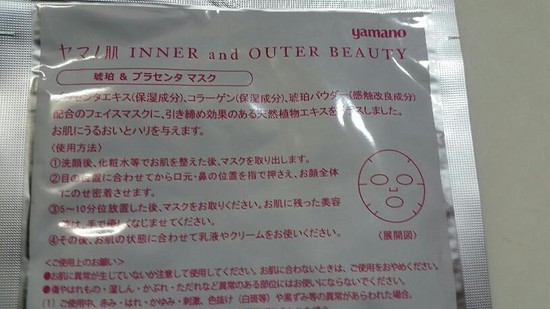 yamano
ヤマノ肌 INNER and OUTER BEAUTY
琥珀 & プラセンタ マスク
センタエキス(保湿成分)、コラーゲン(保湿成分)、琥珀パウダー(感触改良成分)
配合のフェイスマスクに、引き締め効果のある天然植物エキスを スしました。
お肌にうるおいとハリを与えます。
〈使用方法〉
①洗顔後、化粧水等でお肌を整えた後、マスクを取り出します。
②目の位置に合わせてから口元・鼻の位置を指で押さえ、お顔全体
にのせ密着させます。
③5〜10分位放置した後、マスクをお取りください。お肌に残った美容
は、手で優しくなじませてください。
④その後、お肌の状態に合わせて乳液やクリームをお使いください。
〈展開図〉
〈ご使用上のお願い〉
●お肌に異常が生じていないか注意して使用してください。お肌に合わないときは、ご使用をおやめください。
●傷やはれもの・湿しん・かぶれ・ただれなど異常のある部位にはお使いにならないでください。
(1) ご使用中、赤み・はれ・かゆみ・刺激、色抜け(白斑等)や黒ずみ等の異常があらわれた場合。